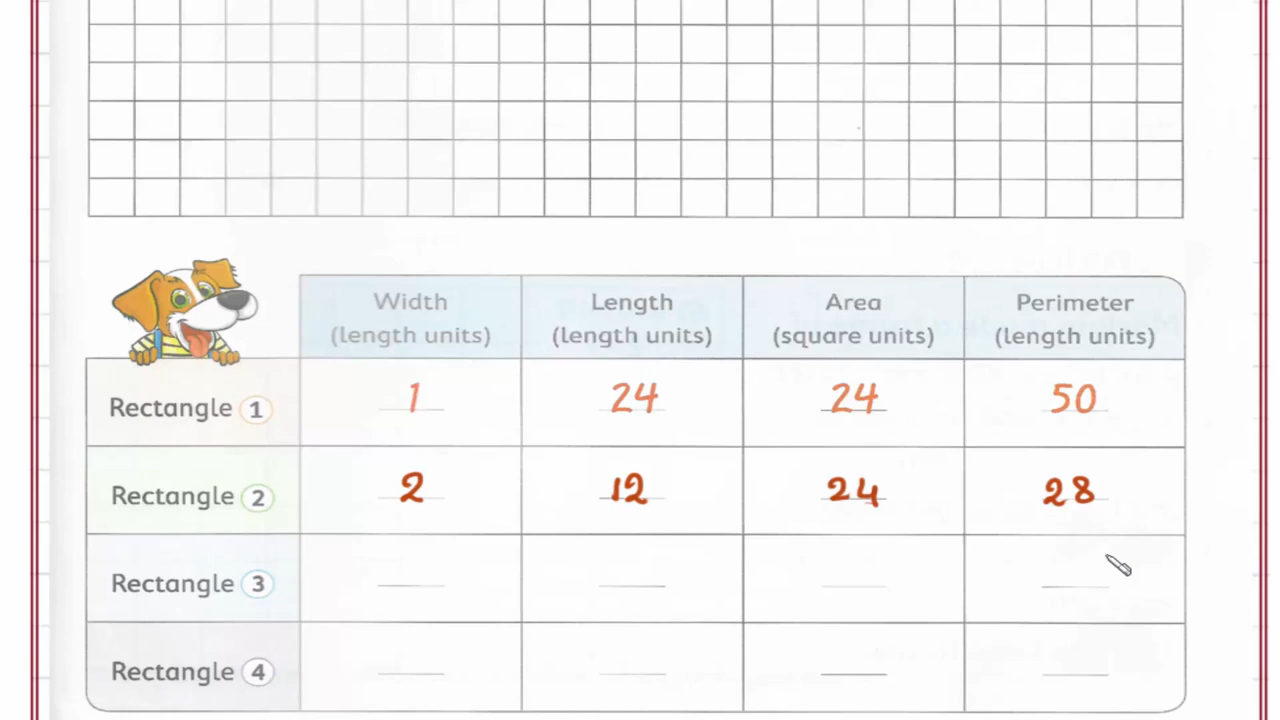 Width Length Area Perimeter
(length units) (length units) (square units) (length units)
Rectangle 1 1 24 24 50
Rectangle 2 2 12 24 28
Rectangle 3
Rectangle 4